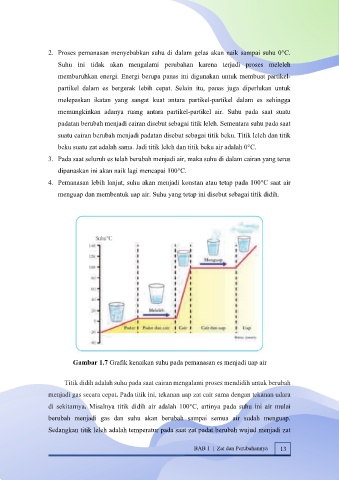 2. Proses pemanasan menyebabkan suhu di dalam gelas akan naik sampai suhu 0°C.
Suhu ini tidak akan mengalami perubahan karena terjadi proses meleleh
membutuhkan energi. Energi berupa panas ini digunakan untuk membuat partikel-
partikel dalam es bergerak lebih cepat. Selain itu, panas juga diperlukan untuk
melepaskan ikatan yang sangat kuat antara partikel-partikel dalam es sehingga
memungkinkan adanya ruang antara partikel-partikel air. Suhu pada saat suatu
padatan berubah menjadi cairan disebut sebagai titik leleh. Sementara suhu pada saat
suatu cairan berubah menjadi padatan disebut sebagai titik beku. Titik leleh dan titik
beku suatu zat adalah sama. Jadi titik leleh dan titik beku air adalah 0°C.
3. Pada saat seluruh es telah berubah menjadi air, maka suhu di dalam cairan yang terus
dipanaskan ini akan naik lagi mencapai 100°C.
4. Pemanasan lebih lanjut, suhu akan menjadi konstan atau tetap pada 100°C saat air
menguap dan membentuk uap air. Suhu yang tetap ini disebut sebagai titik didih.
Suhu°C
140
120
100
80
60
40
20
0
-20
-40
Menguap
Meleleh
Padat
Padat dan cair
Cair
Cair dan uap
Uap
Gambar 1.7 Grafik kenaikan suhu pada pemanasan es menjadi uap air
Titik didih adalah suhu pada saat cairan mengalami proses mendidih untuk berubah
menjadi gas secara cepat. Pada titik ini, tekanan uap zat cair sama dengan tekanan udara
di sekitarnya. Misalnya titik didih air adalah 100°C, artinya pada suhu ini air mulai
berubah menjadi gas dan suhu akan berubah sampai semua air sudah menguap.
Sedangkan titik leleh adalah temperatur pada saat zat padat berubah wujud menjadi zat
BAB 1 | Zat dan Perubahannya 13